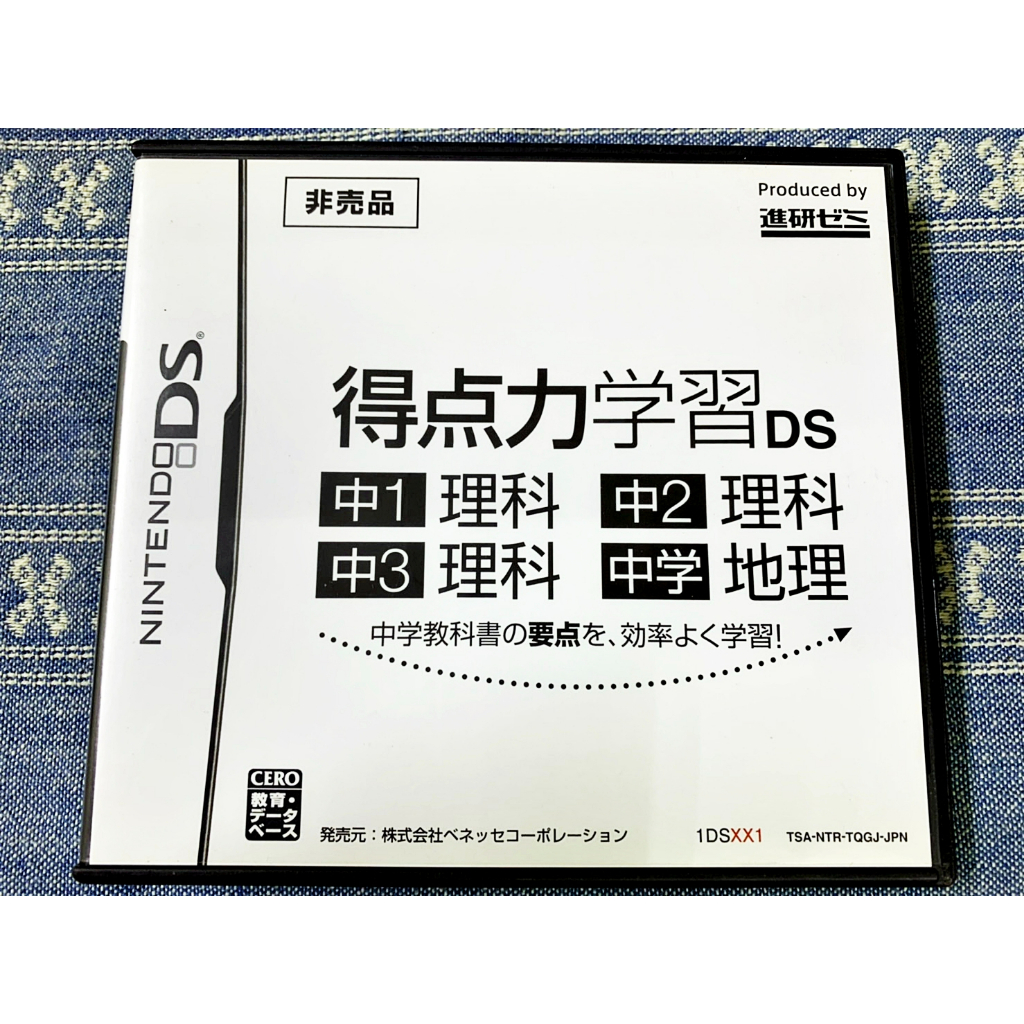 NINTENDO DS®
非売品
Produced by
進研ゼミ
得点力学習DS
中1 理科 中2 理科
中3 理科 中学 地理
中学教科書の要点を、効率よく学習!
CERO
教育・
データ
ベース
発売元:株式会社ベネッセコーポレーション
1DSXX1 TSA-NTR-TQGJ-JPN